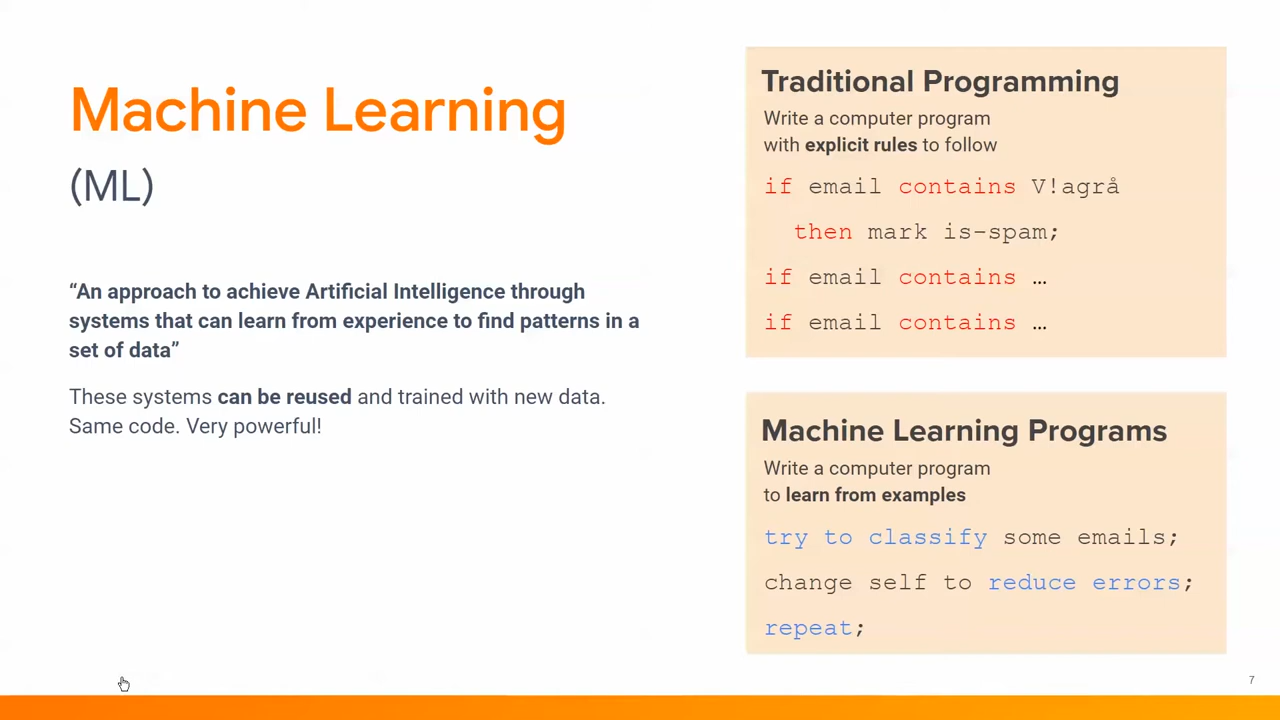 Machine Learning
(ML)
“An approach to achieve Artificial Intelligence through
systems that can learn from experience to find patterns in a
set of data”
These systems can be reused and trained with new data.
Same code. Very powerful!
Traditional Programming
Write a computer program
with explicit rules to follow
if email contains V!agrå
then mark is-spam;
if email contains …
if email contains …
Machine Learning Programs
Write a computer program
to learn from examples
try to classify some emails;
change self to reduce errors;
repeat;
7